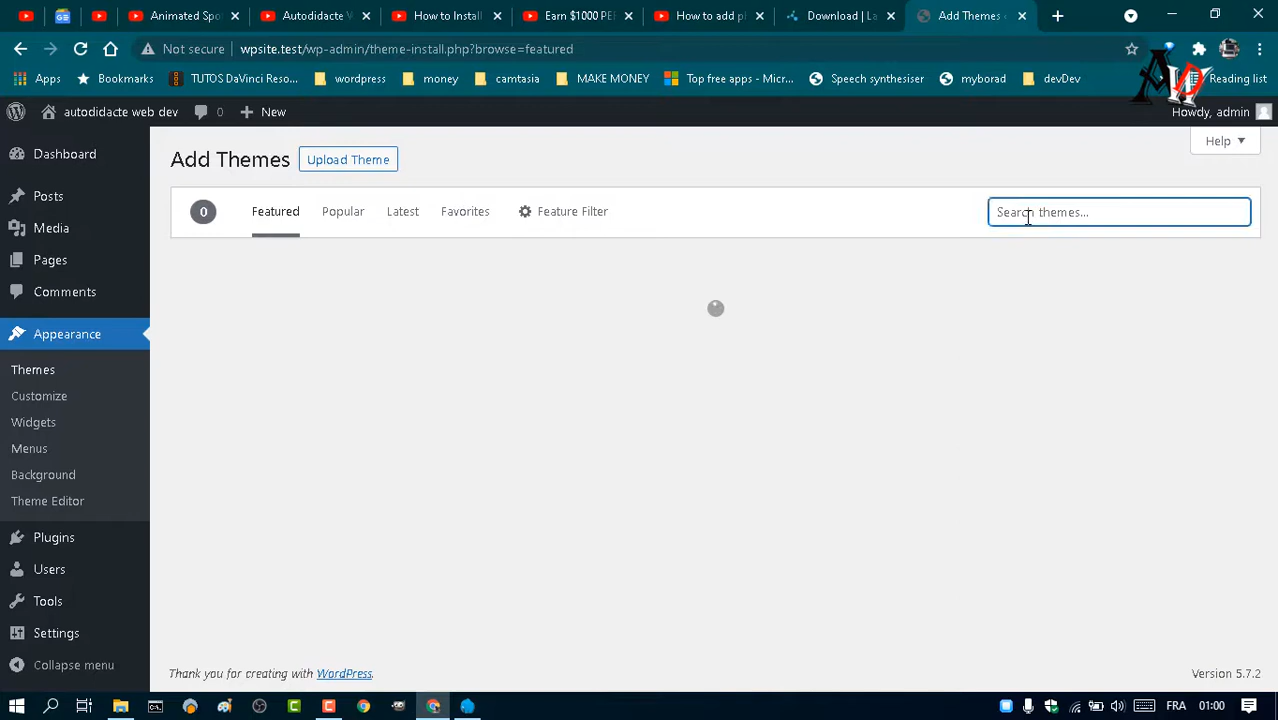 Animated Spo
Autodidacte V
How to Install
Earn $1000 PEI
How to add pl
Download | La
Add Themes
Not secure wpsite.test/wp-admin/theme-install.php?browse=featured
Apps Bookmarks TUTOS DaVinci Reso... wordpress money camtasia MAKE MONEY Top free apps - Micr... Speech synthesiser myborad devDev Reading list
autodidacte web dev 0 New Howdy, admin
Help
Dashboard
Posts
Media
Pages
Comments
Appearance
Themes
Customize
Widgets
Menus
Background
Theme Editor
Plugins
Users
Tools
Settings
Collapse menu
Add Themes Upload Theme
0 Featured Popular Latest Favorites Feature Filter Search themes...
Thank you for creating with WordPress. Version 5.7.2
FRA 01:00